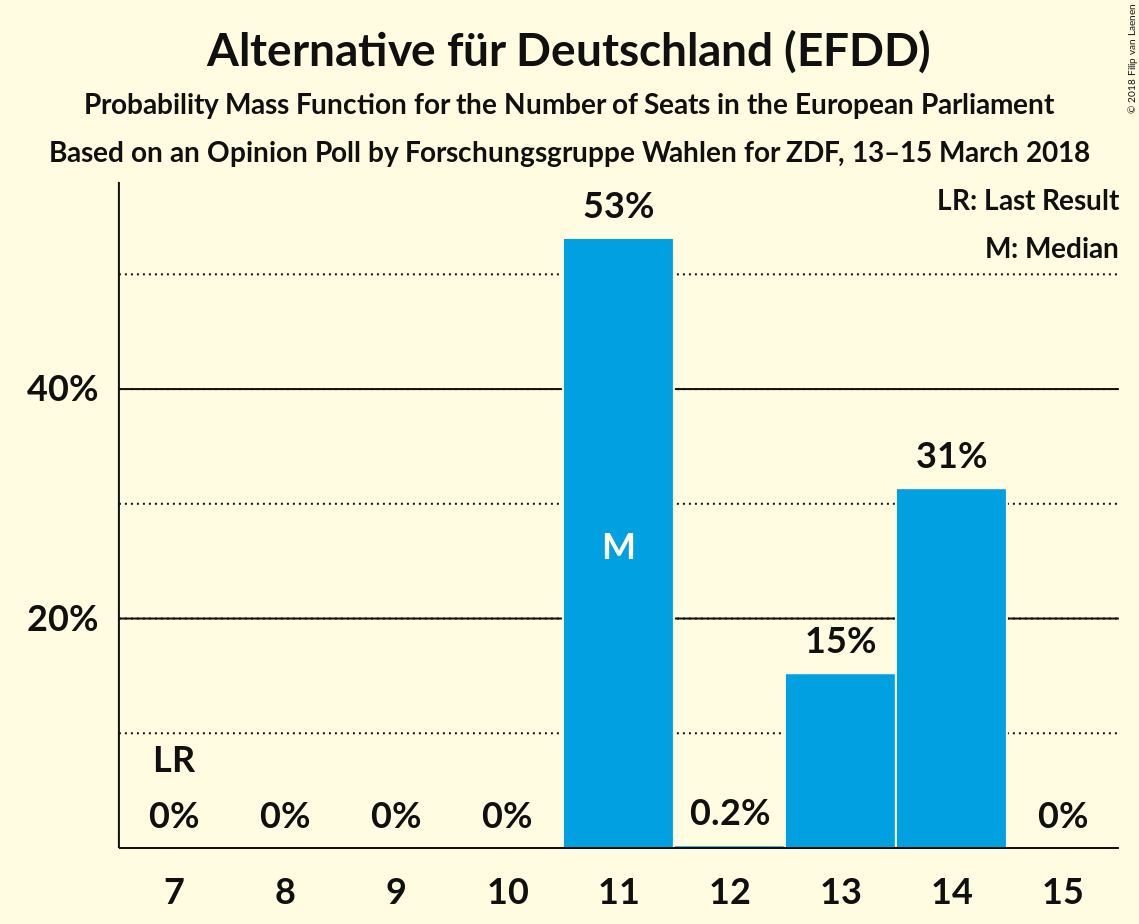 Alternative für Deutschland (EFDD)
Probability Mass Function for the Number of Seats in the European Parliament
Based on an Opinion Poll by Forschungsgruppe Wahlen for ZDF, 13–15 March 2018
© 2018 Filip van Laenen
LR: Last Result
M: Median
53%
40%
31%
M
20%
15%
LR
0% 0% 0% 0% 0.2% 0%
7 8 9 10 11 12 13 14 15